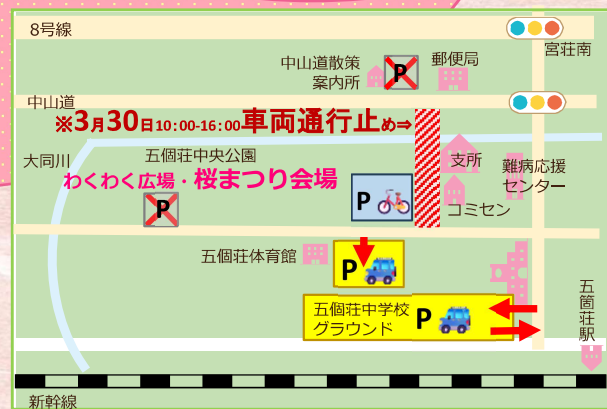 8号線
宮荘南
中山道散策
案内所
P
郵便局
中山道
※3月30日10:00-16:00車両通行止め⇒
大同川
五個荘中央公園
わくわく広場・桜まつり会場
支所
難病応援
センター
P
P
コミセン
五個荘体育館
P
五個荘中学校
グラウンド
P
五箇荘駅
新幹線